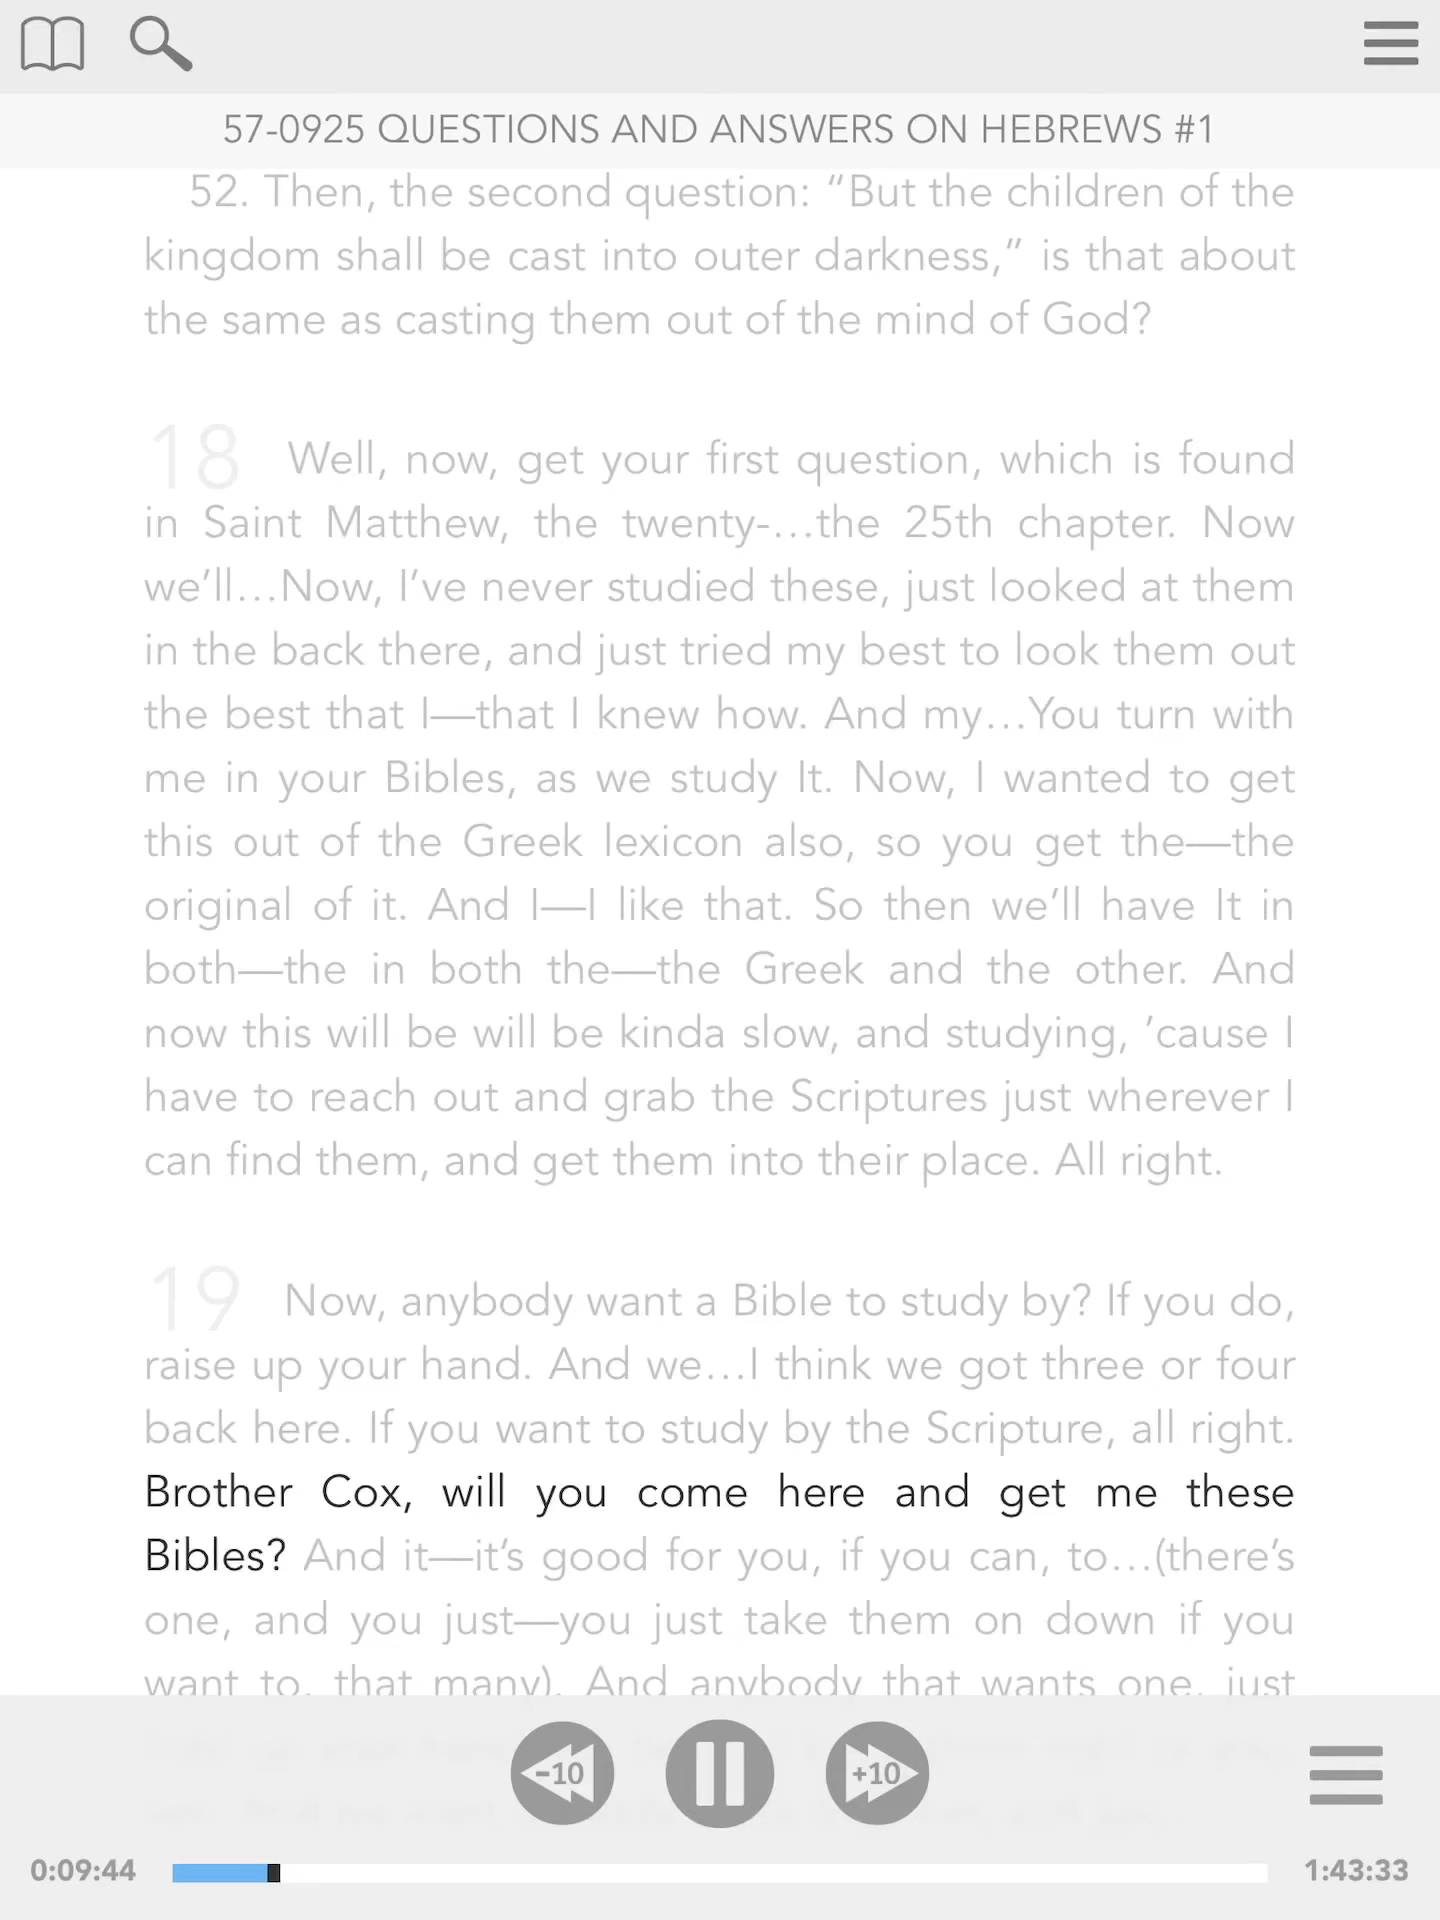 57-0925 QUESTIONS AND ANSWERS ON HEBREWS #1
52. Then, the second question: “But the children of the
kingdom shall be cast into outer darkness,” is that about
the same as casting them out of the mind of God?
18 Well, now, get your first question, which is found
in Saint Matthew, the twenty-…the 25th chapter. Now
we’ll…Now, I’ve never studied these, just looked at them
in the back there, and just tried my best to look them out
the best that I—that I knew how. And my…You turn with
me in your Bibles, as we study It. Now, I wanted to get
this out of the Greek lexicon also, so you get the—the
original of it. And I—I like that. So then we’ll have It in
both—the in both the—the Greek and the other. And
now this will be will be kinda slow, and studying, ’cause I
have to reach out and grab the Scriptures just wherever I
can find them, and get them into their place. All right.
19 Now, anybody want a Bible to study by? If you do,
raise up your hand. And we…I think we got three or four
back here. If you want to study by the Scripture, all right.
Brother Cox, will you come here and get me these
Bibles? And it—it’s good for you, if you can, to…(there’s
one, and you just—you just take them on down if you
want to, that many). And anybody that wants one, just
-10 +10
0:09:44 1:43:33